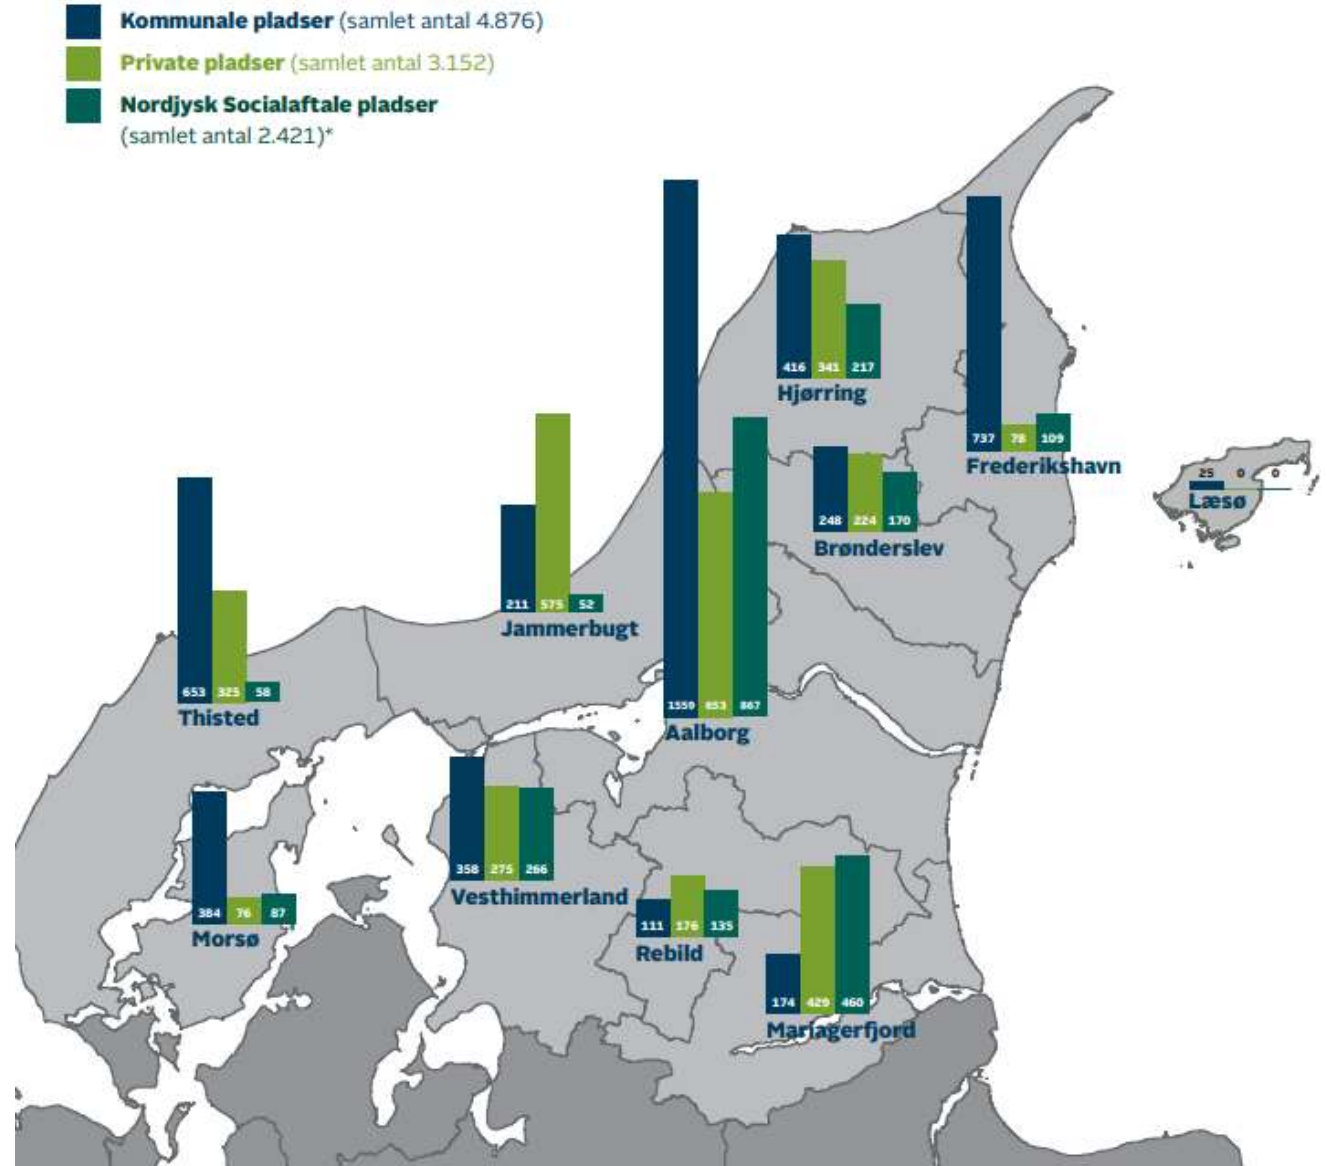 Kommunale pladser (samlet antal 4.876)
Private pladser (samlet antal 3.152)
Nordjysk Socialaftale pladser
(samlet antal 2.421)*
416 341 217
Hjørring
737 78 109
Frederikshavn
25 0 0
Læsø
248 224 170
Brønderslev
211 575 52
Jammerbugt
653 325 58
Thisted
1559 653 867
Aalborg
358 275 266
Vesthimmerland
384 76 87
Morsø
111 176 135
Rebild
174 429 460
Mariagerfjord